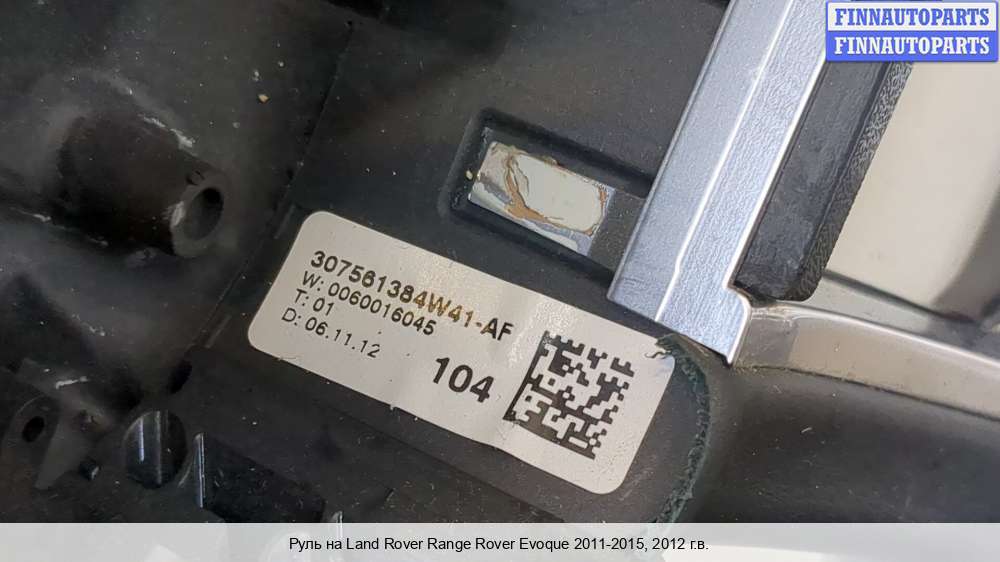 FINNAUTOPARTS
FINNAUTOPARTS
307561384W41-AF
W: 0060016045
T: 01
D: 06.11.12
104
Руль на Land Rover Range Rover Evoque 2011-2015, 2012 г.в.